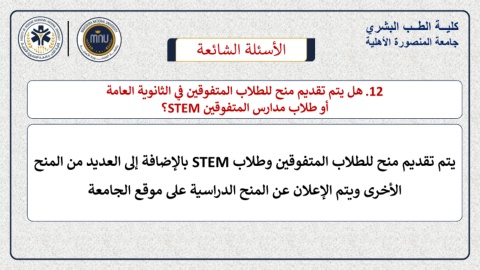 كلية الطب البشري
جامعة المنصورة الأهلية
MNU
الأسئلة الشائعة
12. هل يتم تقديم منح للطلاب المتفوقين في الثانوية العامة
أو طلاب مدارس المتفوقين STEM؟
يتم تقديم منح للطلاب المتفوقين وطلاب STEM بالإضافة إلى العديد من المنح
الأخرى ويتم الإعلان عن المنح الدراسية على موقع الجامعة